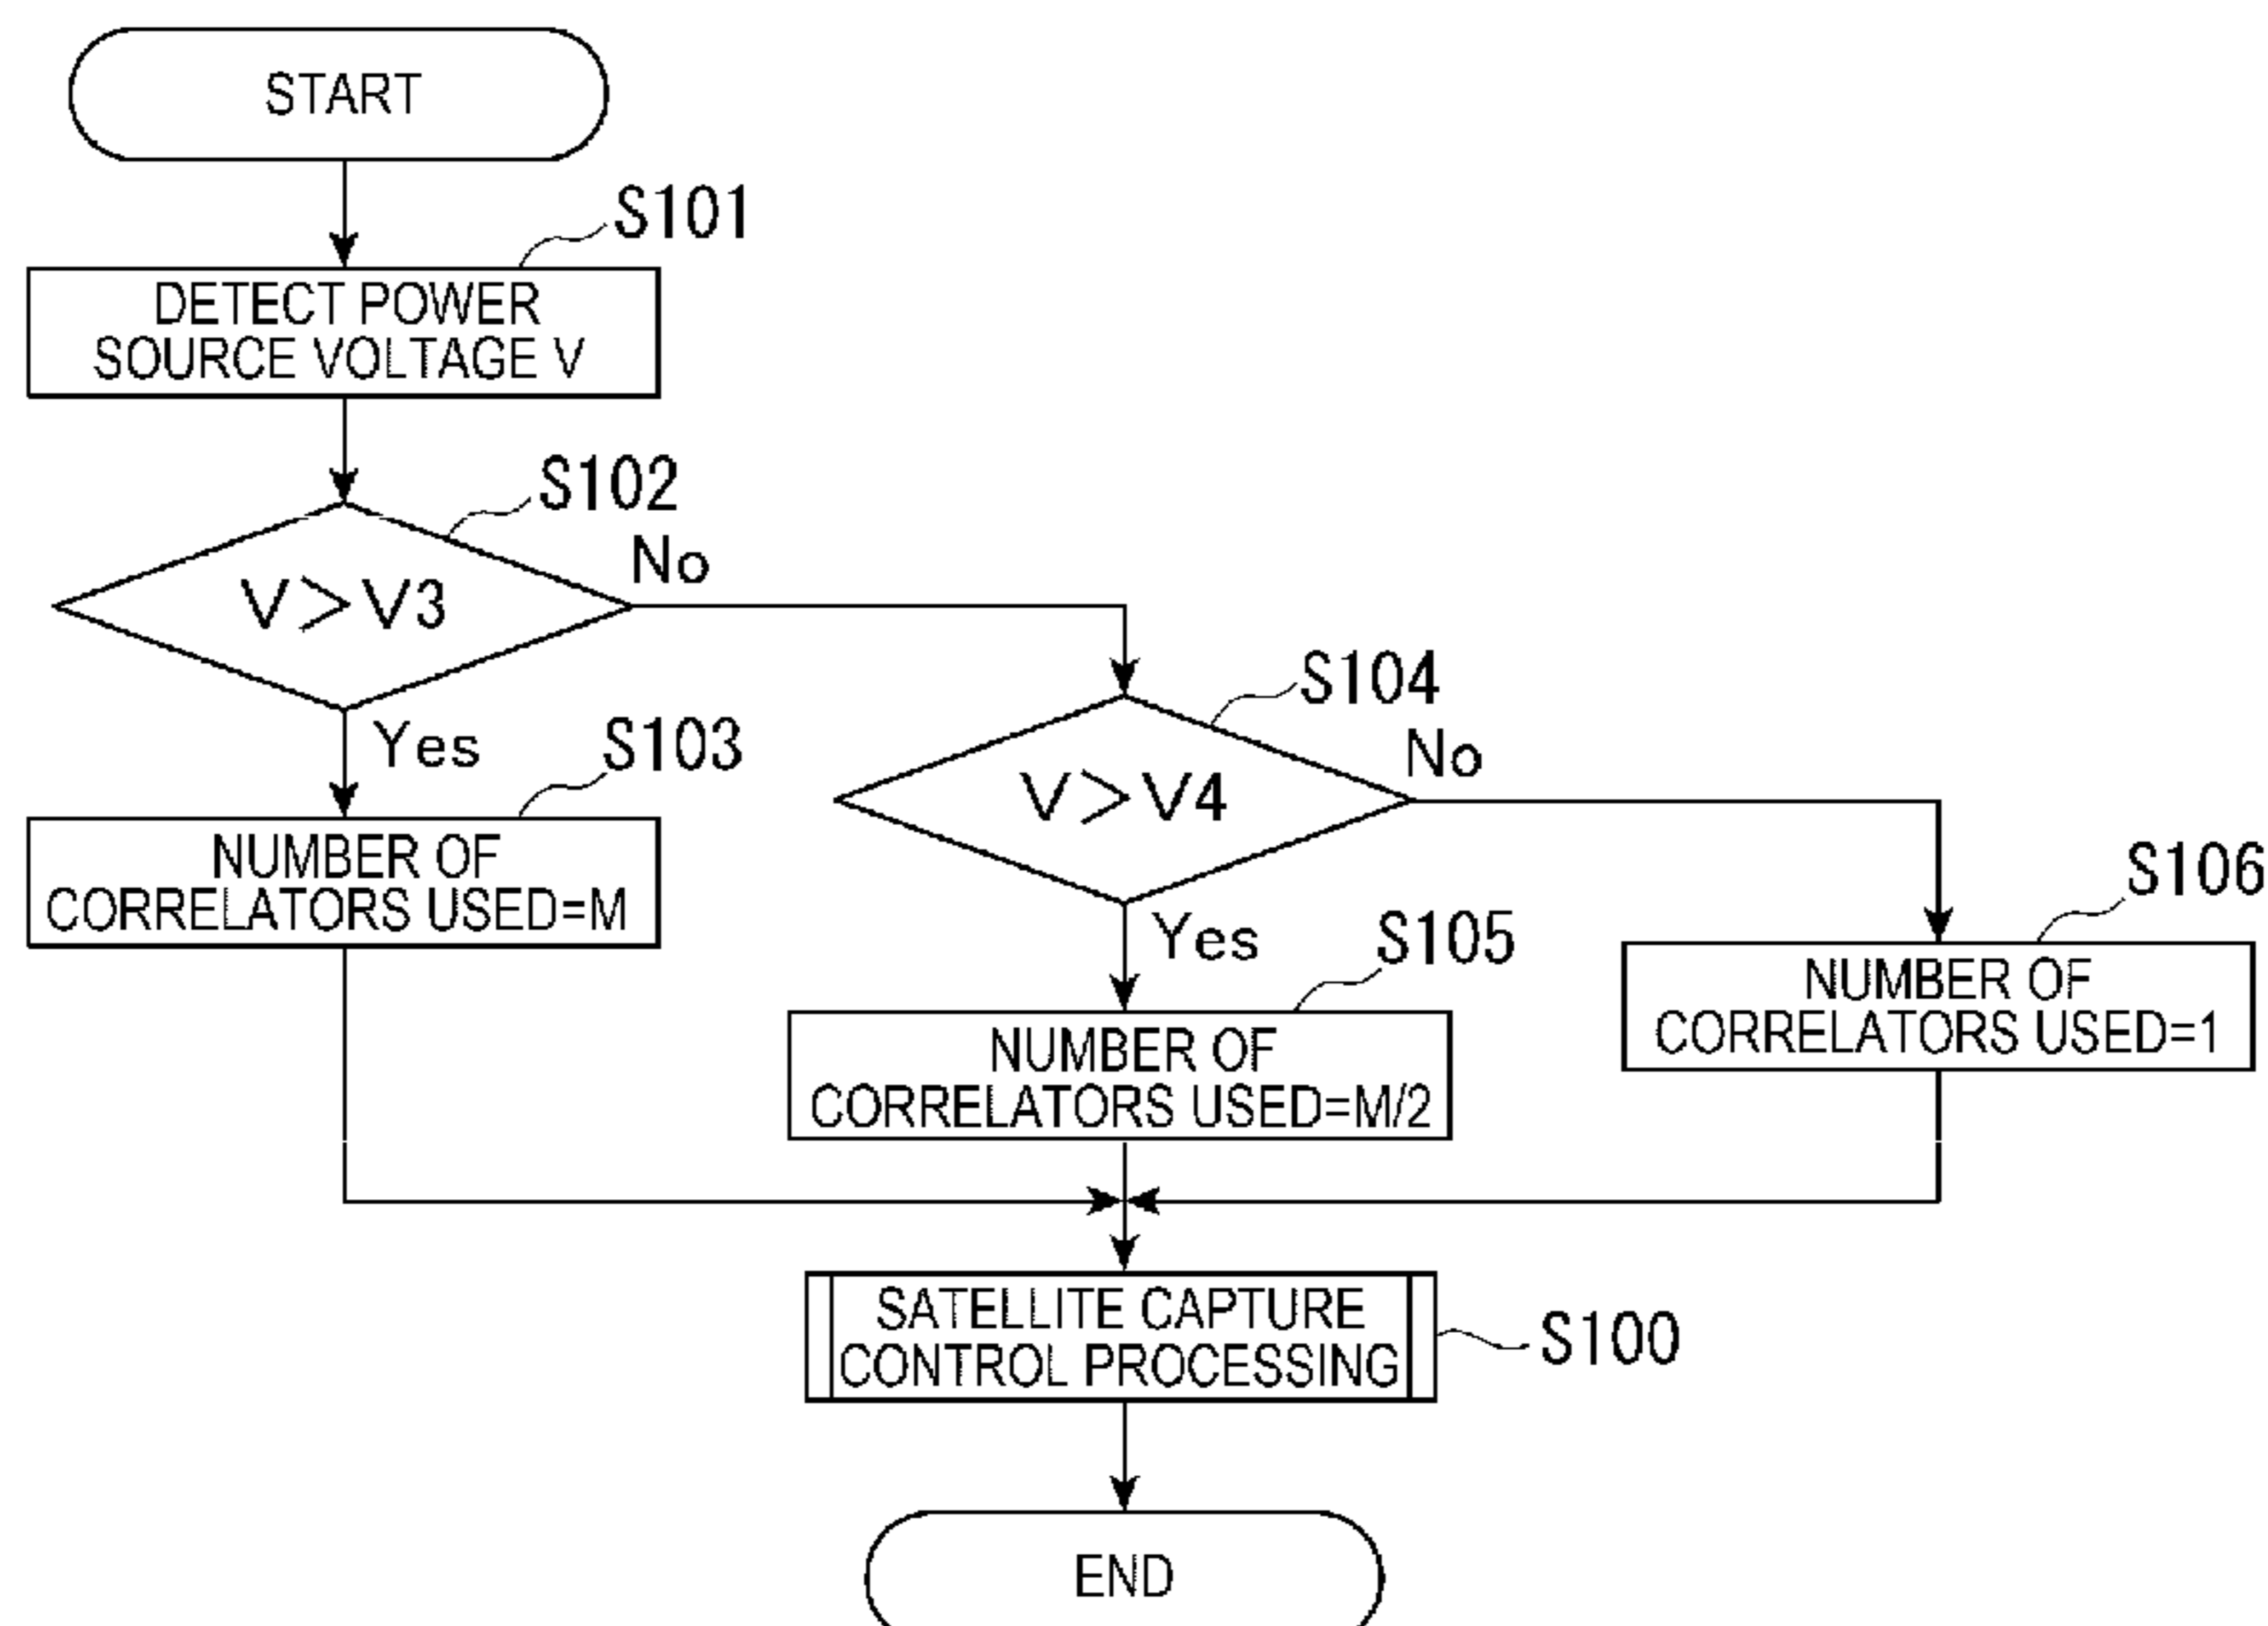 START
S101
DETECT POWER
SOURCE VOLTAGE V
S102
V>V3
No
Yes
S103
NUMBER OF
CORRELATORS USED=M
S104
V>V4
No
Yes
S105
NUMBER OF
CORRELATORS USED=M/2
S106
NUMBER OF
CORRELATORS USED=1
SATELLITE CAPTURE
CONTROL PROCESSING
S100
END